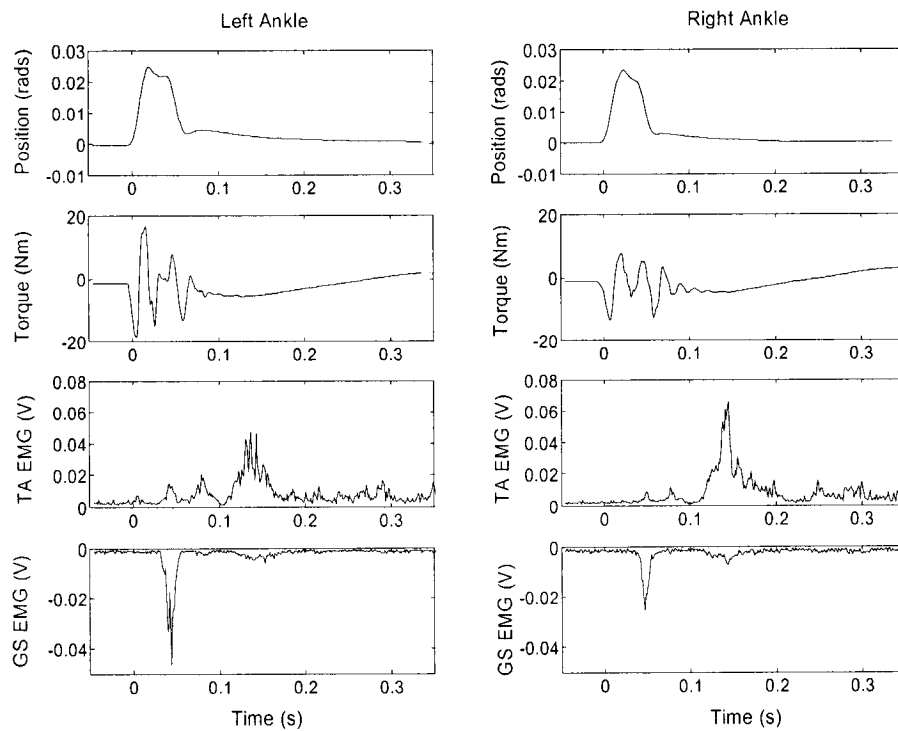 Left Ankle
Position (rads)
0.03
0.02
0.01
0
-0.01
0 0.1 0.2 0.3
Torque (Nm)
20
0
-20
0 0.1 0.2 0.3
TA EMG (V)
0.08
0.06
0.04
0.02
0
0 0.1 0.2 0.3
GS EMG (V)
0
-0.02
-0.04
0 0.1 0.2 0.3
Time (s)
Right Ankle
Position (rads)
0.03
0.02
0.01
0
-0.01
0 0.1 0.2 0.3
Torque (Nm)
20
0
-20
0 0.1 0.2 0.3
TA EMG (V)
0.08
0.06
0.04
0.02
0
0 0.1 0.2 0.3
GS EMG (V)
0
-0.02
-0.04
0 0.1 0.2 0.3
Time (s)